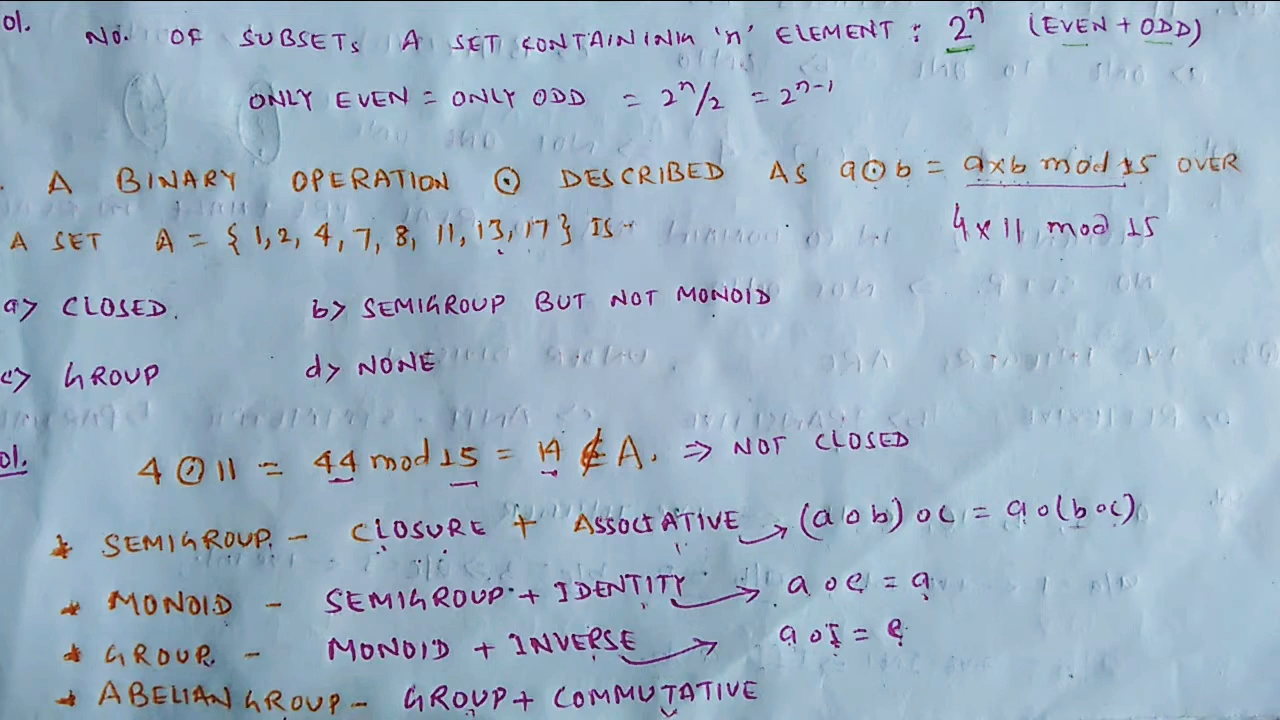 01. NO. OF SUBSETS A SET CONTAINING 'n' ELEMENT : 2^n (EVEN + ODD)
ONLY EVEN = ONLY ODD = 2^n/2 = 2^(n-1)
. A BINARY OPERATION ⊙ DESCRIBED AS a⊙b = a×b mod 15 OVER
A SET A = {1, 2, 4, 7, 8, 11, 13, 17} IS - 4 × 11 mod 15
a> CLOSED. b> SEMIGROUP BUT NOT MONOID
c> GROUP d> NONE
ol. 4⊙11 = 44 mod 15 = 14 ∉ A. ⇒ NOT CLOSED
* SEMIGROUP. - CLOSURE + ASSOCIATIVE → (a o b) o c = a o (b o c)
* MONOID - SEMIGROUP + IDENTITY → a o e = a
* GROUP. - MONOID + INVERSE → a o I = e
* ABELIAN GROUP - GROUP + COMMUTATIVE